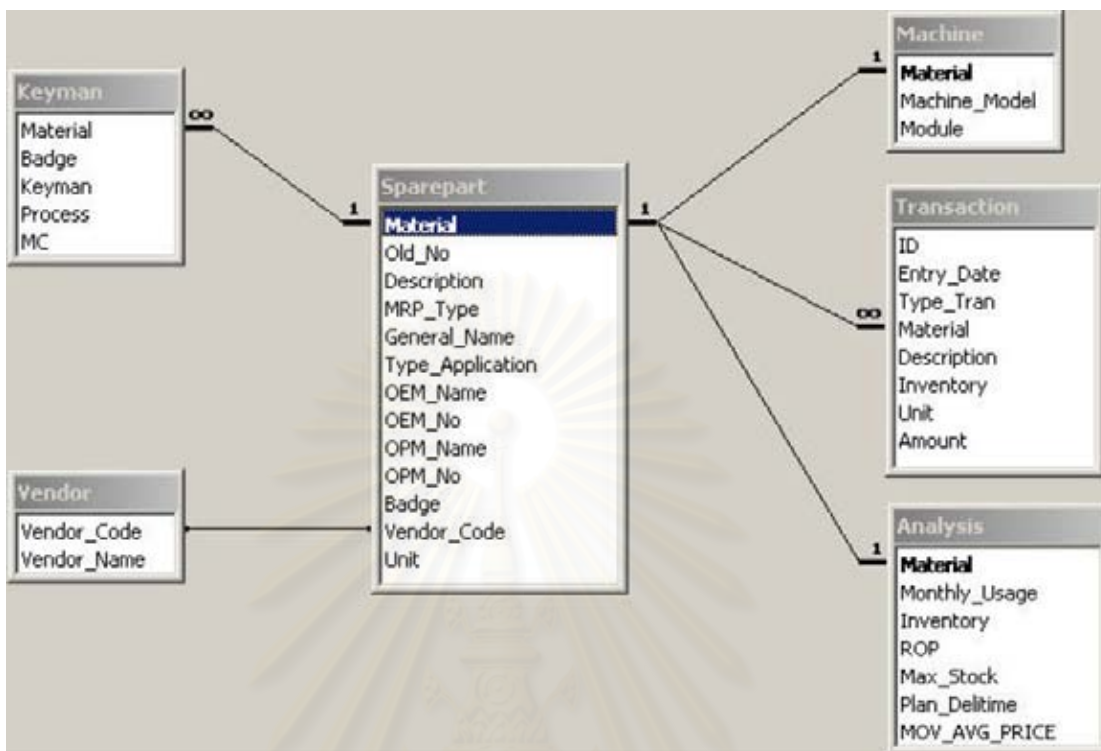 Keyman
Material
Badge
Keyman
Process
MC
∞
1
Vendor
Vendor_Code
Vendor_Name
Sparepart
Material
Old_No
Description
MRP_Type
General_Name
Type_Application
OEM_Name
OEM_No
OPM_Name
OPM_No
Badge
Vendor_Code
Unit
1
1
Machine
Material
Machine_Model
Module
∞
Transaction
ID
Entry_Date
Type_Tran
Material
Description
Inventory
Unit
Amount
1
Analysis
Material
Monthly_Usage
Inventory
ROP
Max_Stock
Plan_Delitime
MOV_AVG_PRICE